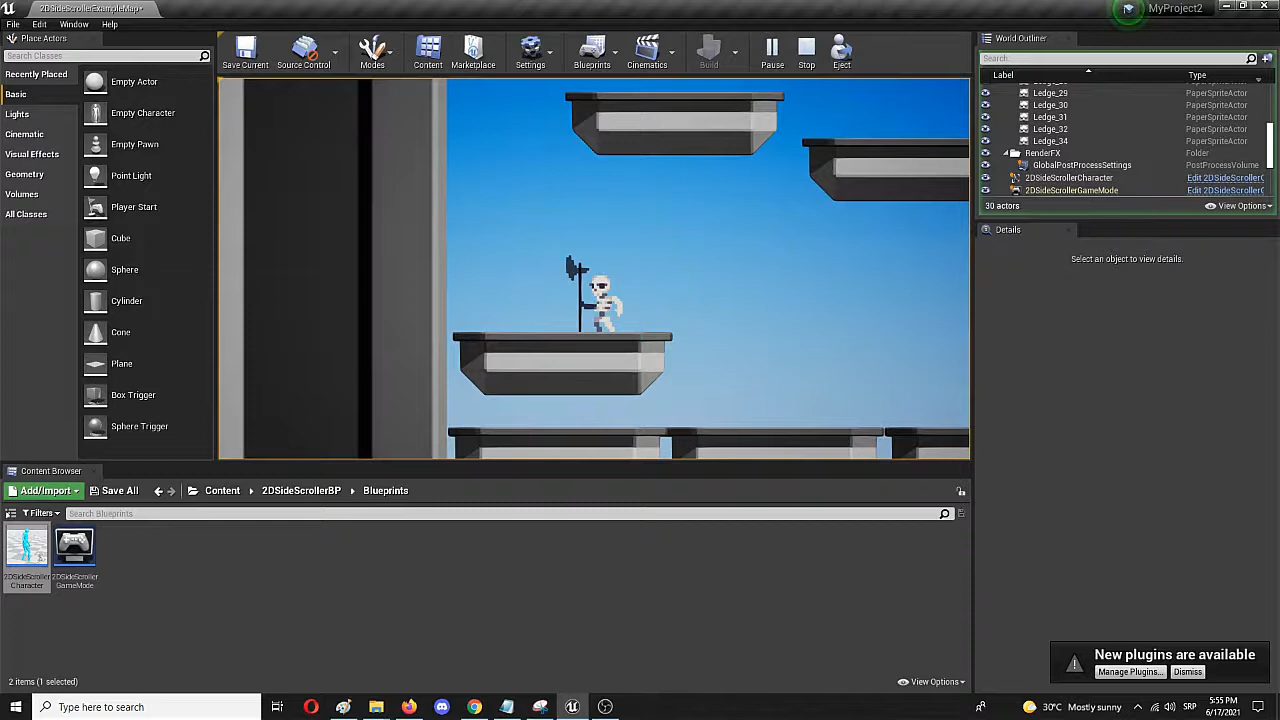 2DSideScrollerExampleMap*
MyProject2
File Edit Window Help
Place Actors
Search Classes
Recently Placed
Basic
Lights
Cinematic
Visual Effects
Geometry
Volumes
All Classes
Empty Actor
Empty Character
Empty Pawn
Point Light
Player Start
Cube
Sphere
Cylinder
Cone
Plane
Box Trigger
Sphere Trigger
Save Current Source Control Modes Content Marketplace Settings Blueprints Cinematics Build Pause Stop Eject
World Outliner
Search...
Label Type
Ledge_29 PaperSpriteActor
Ledge_30 PaperSpriteActor
Ledge_31 PaperSpriteActor
Ledge_32 PaperSpriteActor
Ledge_34 PaperSpriteActor
RenderFX Folder
GlobalPostProcessSettings PostProcessVolume
2DSideScrollerCharacter Edit 2DSideScrollerC
2DSideScrollerGameMode Edit 2DSideScrollerG
30 actors View Options
Details
Select an object to view details.
Content Browser
Add/Import Save All Content 2DSideScrollerBP Blueprints
Filters Search Blueprints
2DSideScroller
Character
2DSideScroller
GameMode
2 items (1 selected) View Options
New plugins are available
Manage Plugins... Dismiss
Type here to search
30°C Mostly sunny
SRP
5:55 PM
6/17/2021